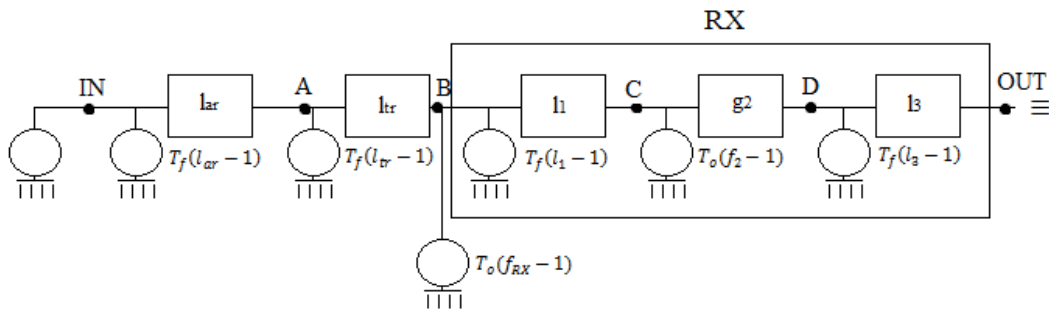 RX
IN
A
B
C
D
OUT
l_ar
l_tr
l_1
g_2
l_3
T_f(l_ar − 1)
T_f(l_tr − 1)
T_f(l_1 − 1)
T_o(f_2 − 1)
T_f(l_3 − 1)
T_o(f_RX − 1)